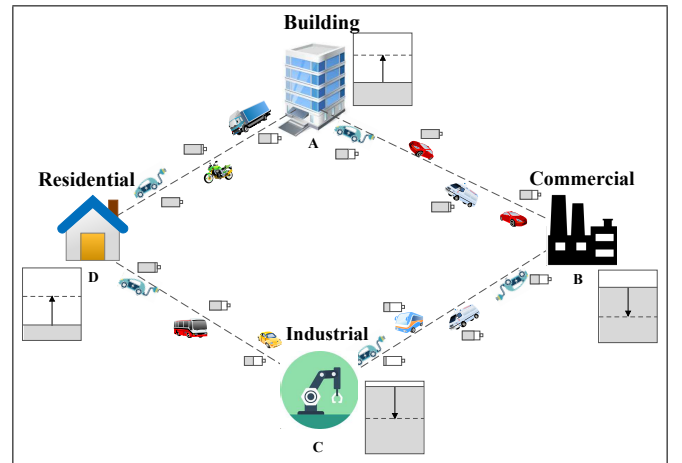 Building
A
Residential
Commercial
D
B
Industrial
C